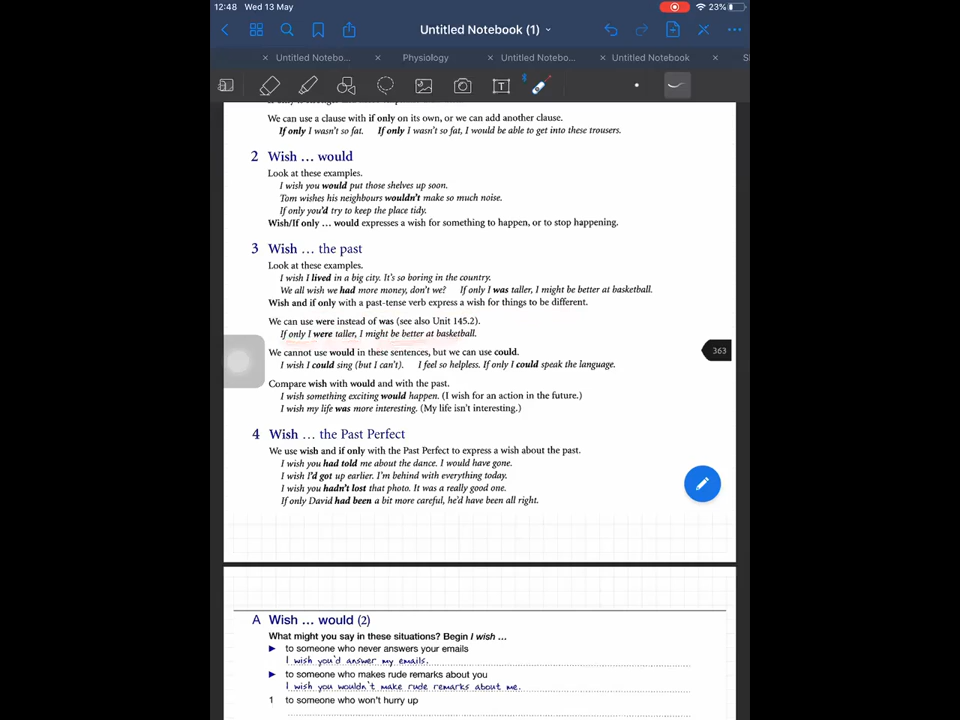 12:48 Wed 13 May 23%
Untitled Notebook (1)
Untitled Notebo... Physiology Untitled Notebo... Untitled Notebook
We can use a clause with if only on its own, or we can add another clause.
If only I wasn't so fat. If only I wasn't so fat, I would be able to get into these trousers.
2 Wish ... would
Look at these examples.
I wish you would put those shelves up soon.
Tom wishes his neighbours wouldn't make so much noise.
If only you'd try to keep the place tidy.
Wish/If only ... would expresses a wish for something to happen, or to stop happening.
3 Wish ... the past
Look at these examples.
I wish I lived in a big city. It's so boring in the country.
We all wish we had more money, don't we? If only I was taller, I might be better at basketball.
Wish and if only with a past-tense verb express a wish for things to be different.
We can use were instead of was (see also Unit 145.2).
If only I were taller, I might be better at basketball.
363
We cannot use would in these sentences, but we can use could.
I wish I could sing (but I can't). I feel so helpless. If only I could speak the language.
Compare wish with would and with the past.
I wish something exciting would happen. (I wish for an action in the future.)
I wish my life was more interesting. (My life isn't interesting.)
4 Wish ... the Past Perfect
We use wish and if only with the Past Perfect to express a wish about the past.
I wish you had told me about the dance. I would have gone.
I wish I'd got up earlier. I'm behind with everything today.
I wish you hadn't lost that photo. It was a really good one.
If only David had been a bit more careful, he'd have been all right.
A Wish ... would (2)
What might you say in these situations? Begin I wish ...
to someone who never answers your emails
I wish you'd answer my emails.
to someone who makes rude remarks about you
I wish you wouldn't make rude remarks about me.
1 to someone who won't hurry up